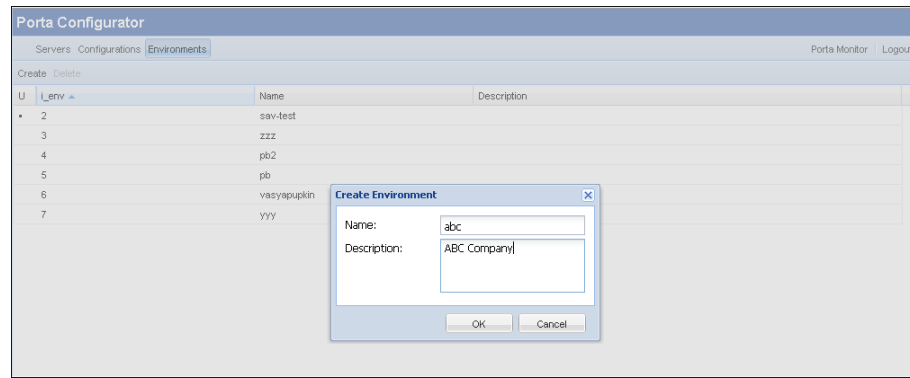 Porta Configurator
Servers Configurations Environments Porta Monitor Logou
Create Delete
U i_env Name Description
2 sav-test
3 zzz
4 pb2
5 pb
6 vasyapupkin
7 yyy
Create Environment
Name: abc
Description: ABC Company
OK Cancel